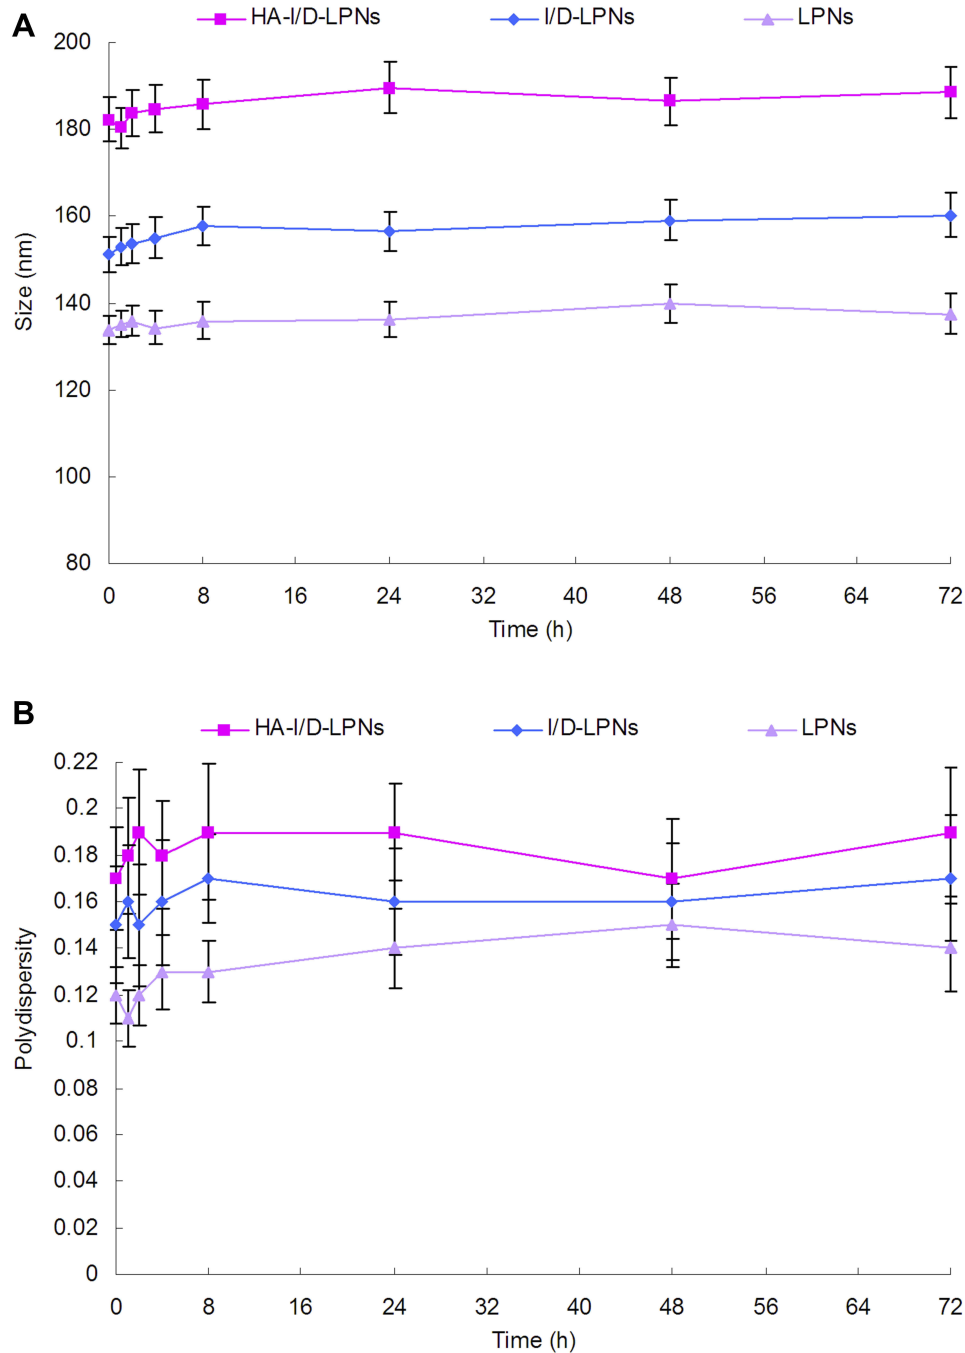 A
HA-I/D-LPNs I/D-LPNs LPNs
200
180
160
140
120
100
80
Size (nm)
0 8 16 24 32 40 48 56 64 72
Time (h)
B
HA-I/D-LPNs I/D-LPNs LPNs
0.22
0.2
0.18
0.16
0.14
0.12
0.1
0.08
0.06
0.04
0.02
0
Polydispersity
0 8 16 24 32 40 48 56 64 72
Time (h)